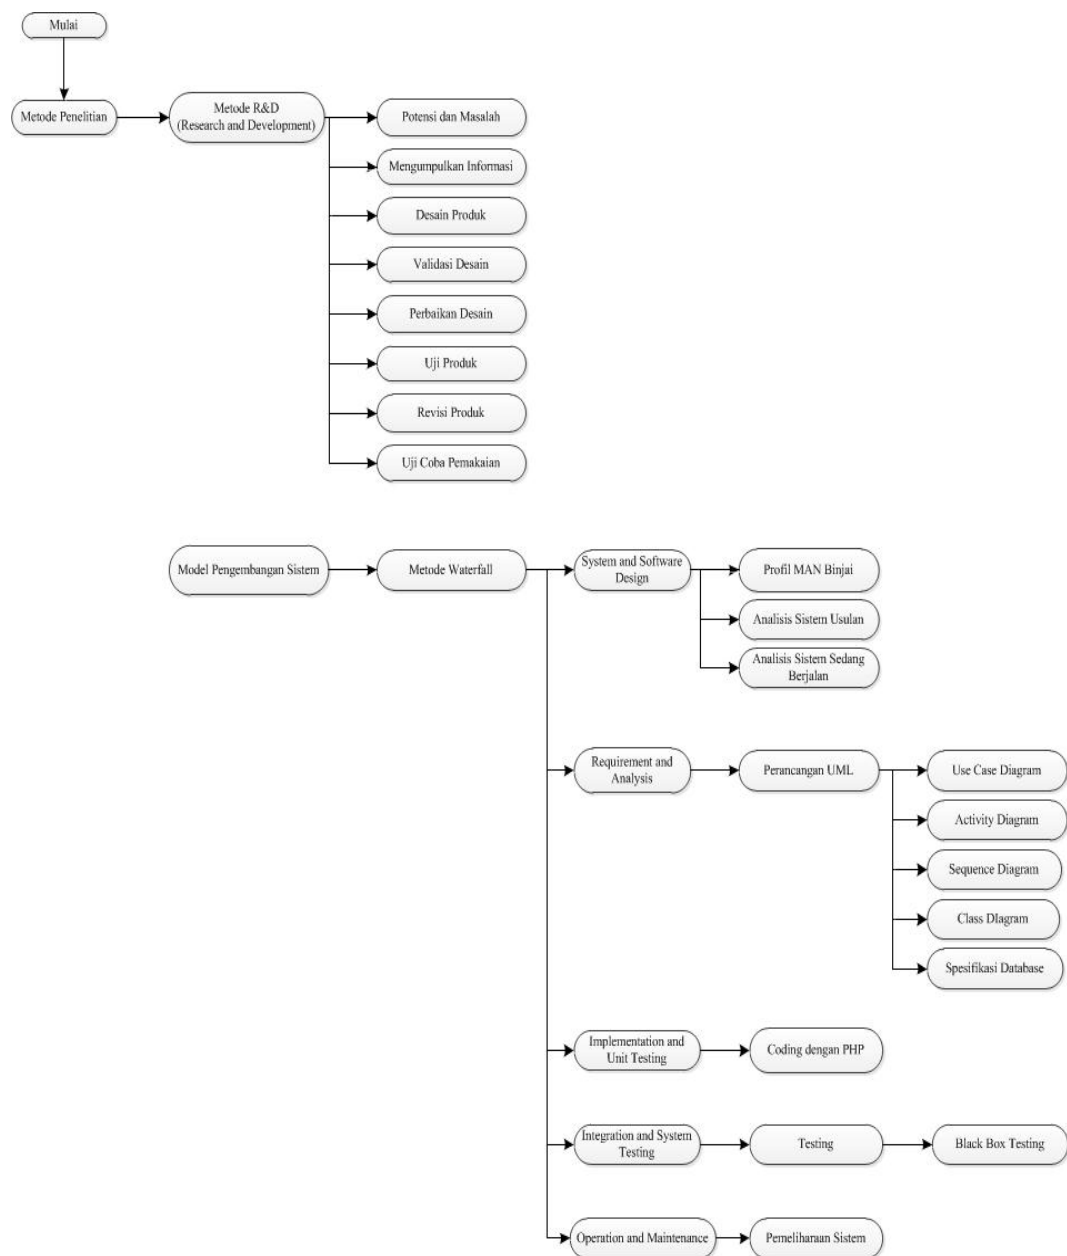 Mulai
Metode Penelitian
Metode R&D
(Research and Development)
Potensi dan Masalah
Mengumpulkan Informasi
Desain Produk
Validasi Desain
Perbaikan Desain
Uji Produk
Revisi Produk
Uji Coba Pemakaian
Model Pengembangan Sistem
Metode Waterfall
System and Software
Design
Profil MAN Binjai
Analisis Sistem Usulan
Analisis Sistem Sedang
Berjalan
Requirement and
Analysis
Perancangan UML
Use Case Diagram
Activity Diagram
Sequence Diagram
Class DIagram
Spesifikasi Database
Implementation and
Unit Testing
Coding dengan PHP
Integration and System
Testing
Testing
Black Box Testing
Operation and Maintenance
Pemeliharaan Sistem